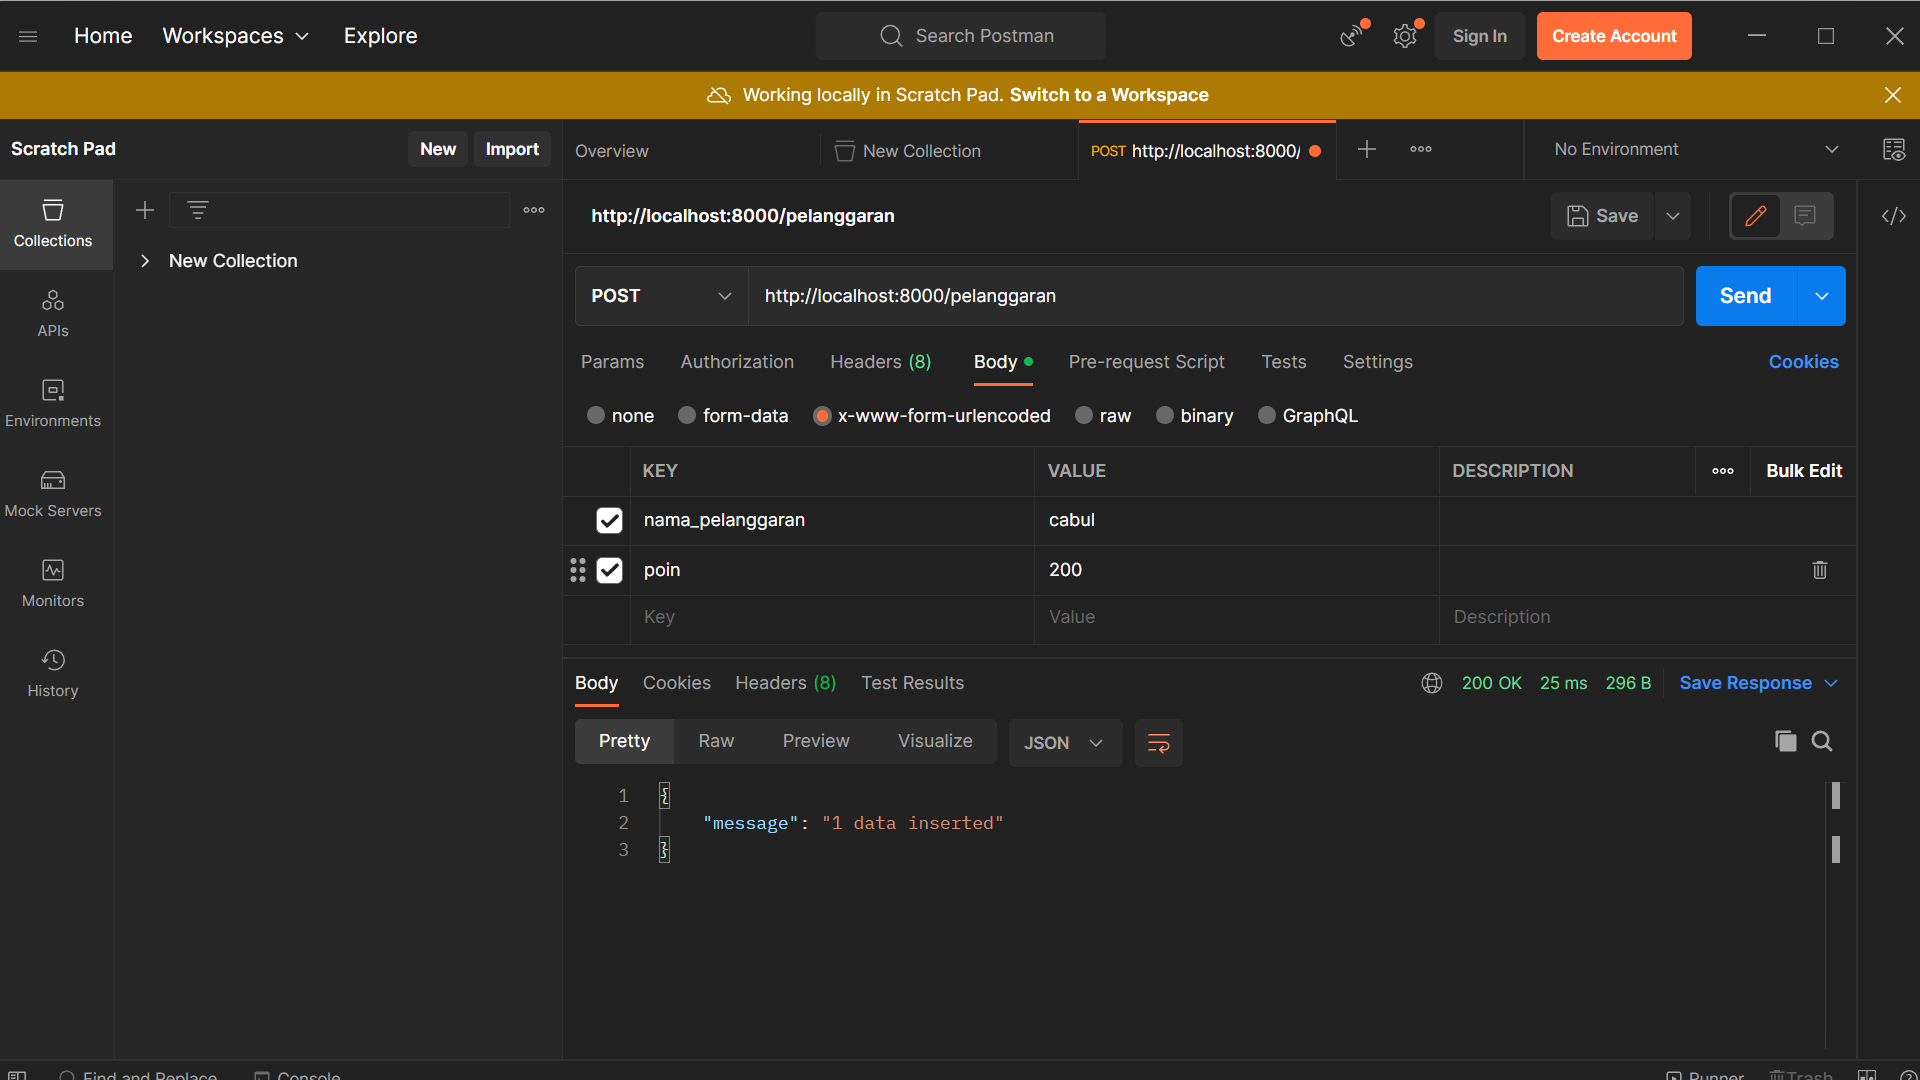 Home Workspaces Explore Search Postman Sign In Create Account
Working locally in Scratch Pad. Switch to a Workspace
Scratch Pad New Import Overview New Collection POST http://localhost:8000/ No Environment
Collections
New Collection
APIs
Environments
Mock Servers
Monitors
History
http://localhost:8000/pelanggaran Save
POST http://localhost:8000/pelanggaran Send
Params Authorization Headers (8) Body Pre-request Script Tests Settings Cookies
none form-data x-www-form-urlencoded raw binary GraphQL
KEY VALUE DESCRIPTION Bulk Edit
nama_pelanggaran cabul
poin 200
Key Value Description
Body Cookies Headers (8) Test Results 200 OK 25 ms 296 B Save Response
Pretty Raw Preview Visualize JSON
1 {
2 "message": "1 data inserted"
3 }
Find and Replace Console Runner Trash